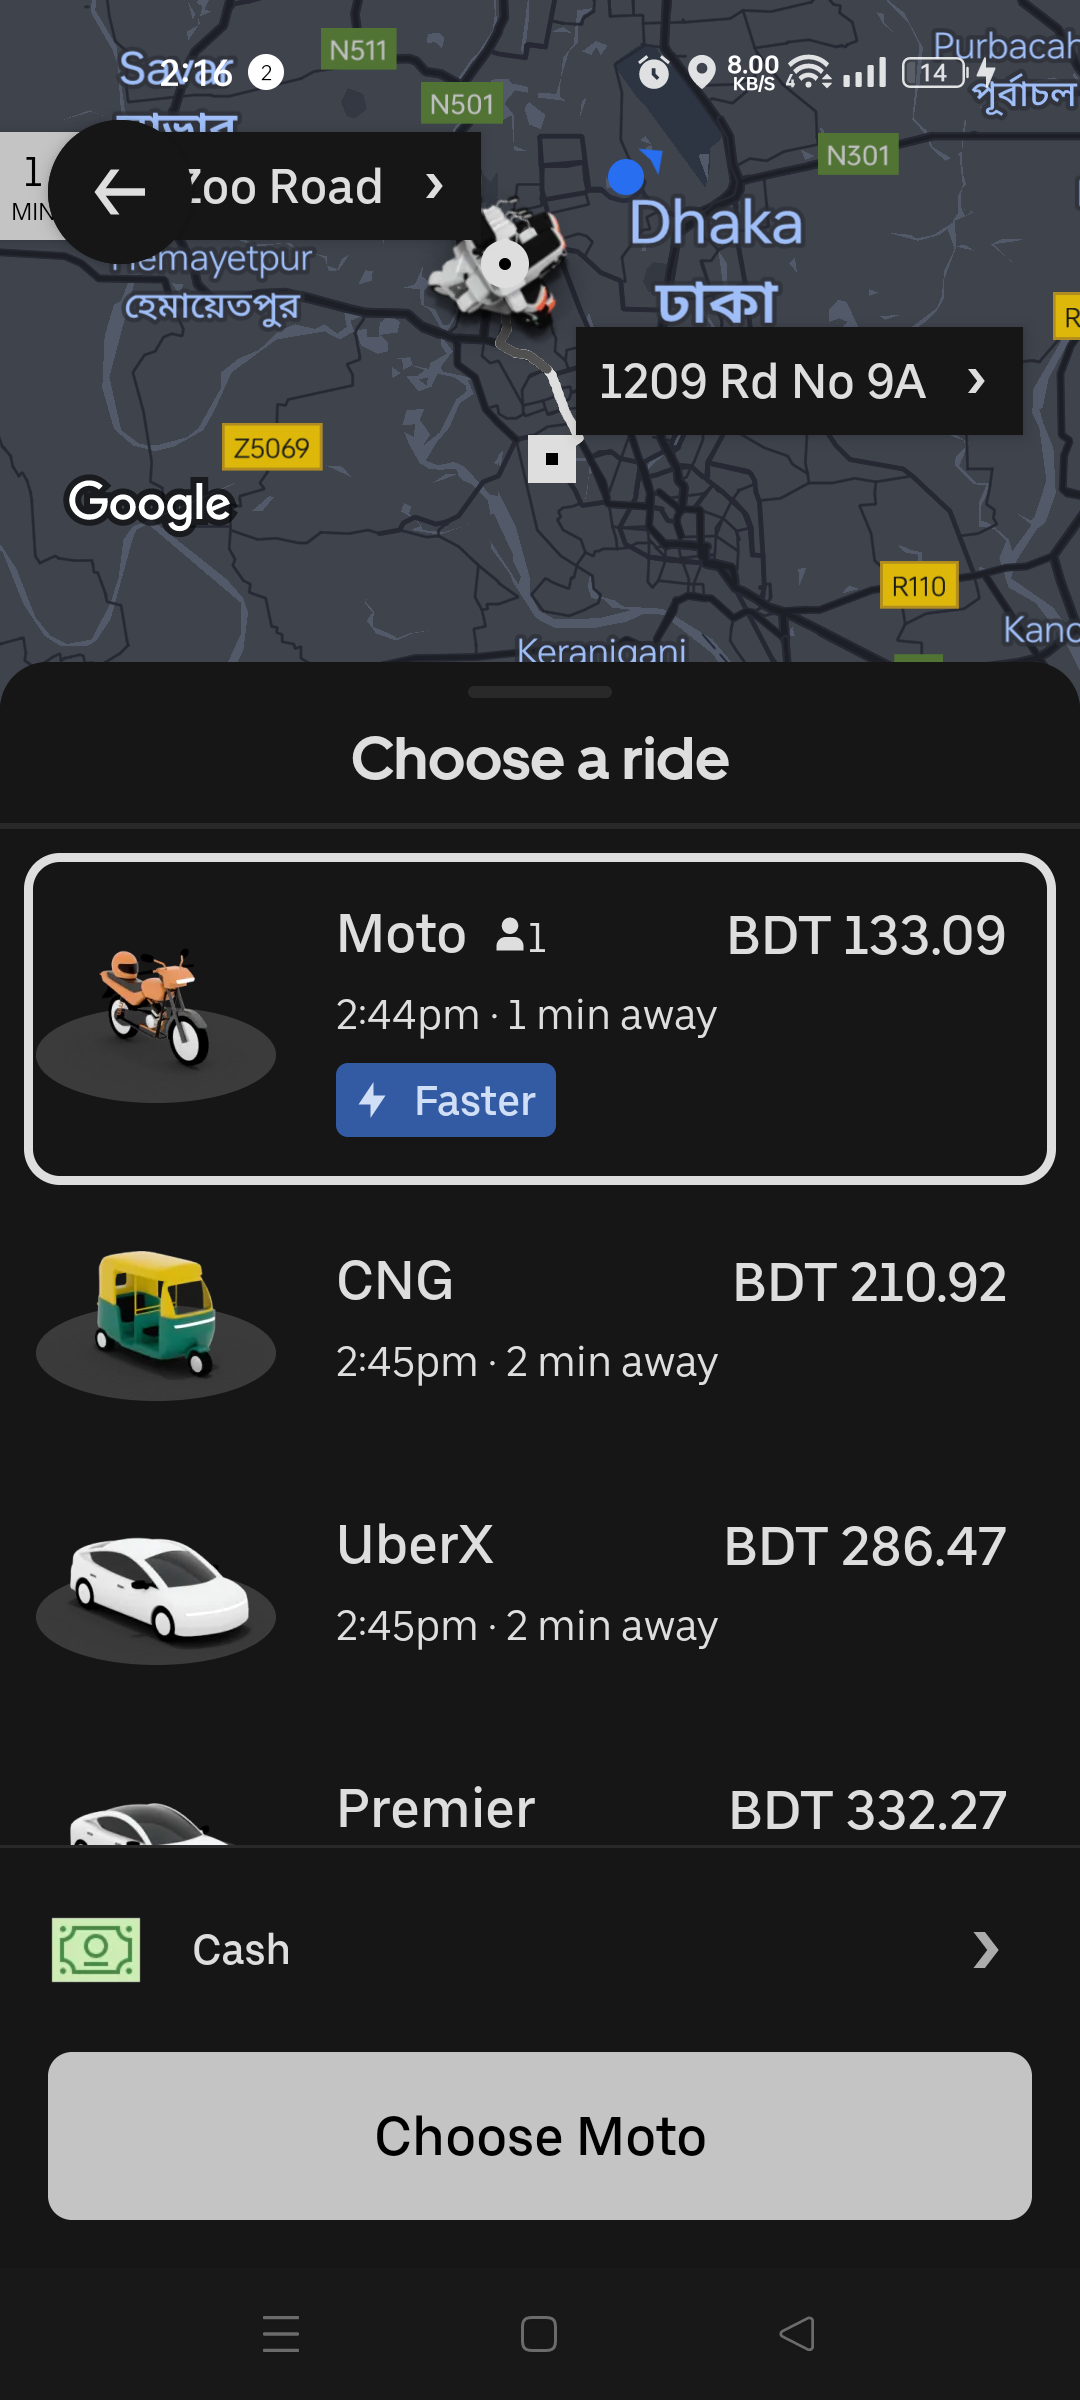 2:16
2
8.00
KB/S
4
14
N511
N501
N301
Purbacah
পূর্বাচল
1
MIN
Zoo Road
Dhaka
ঢাকা
Hemayetpur
হেমায়েতপুর
R
1209 Rd No 9A
Z5069
Google
R110
Keraniganj
Choose a ride
Moto 1
BDT 133.09
2:44pm · 1 min away
Faster
CNG
BDT 210.92
2:45pm · 2 min away
UberX
BDT 286.47
2:45pm · 2 min away
Premier
BDT 332.27
Cash
Choose Moto